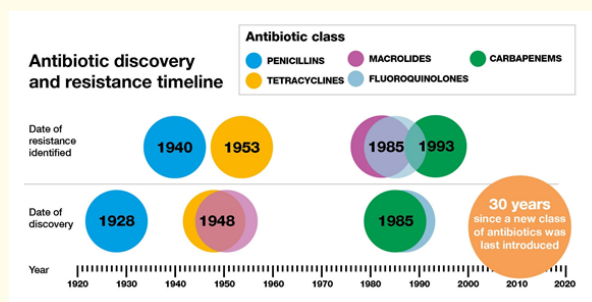 Antibiotic discovery
and resistance timeline
Antibiotic class
PENICILLINS
MACROLIDES
CARBAPENEMS
TETRACYCLINES
FLUOROQUINOLONES
Date of
resistance
identified
1940
1953
1985
1993
Date of
discovery
1928
1948
1985
30 years
since a new class
of antibiotics was
last introduced
Year
1920 1930 1940 1950 1960 1970 1980 1990 2000 2010 2020